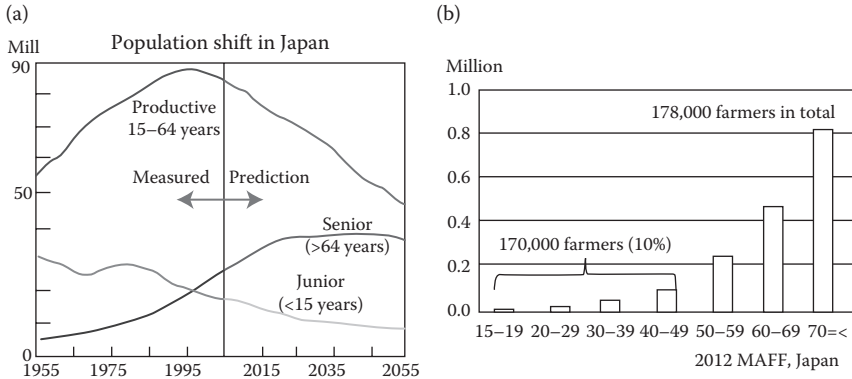 (a)
Population shift in Japan
Mill
90
Productive
15–64 years
Measured
Prediction
50
Senior
(>64 years)
Junior
(<15 years)
0
1955 1975 1995 2015 2035 2055
(b)
Million
1.0
178,000 farmers in total
0.8
0.6
0.4
170,000 farmers (10%)
0.2
0.0
15–19 20–29 30–39 40–49 50–59 60–69 70=<
2012 MAFF, Japan